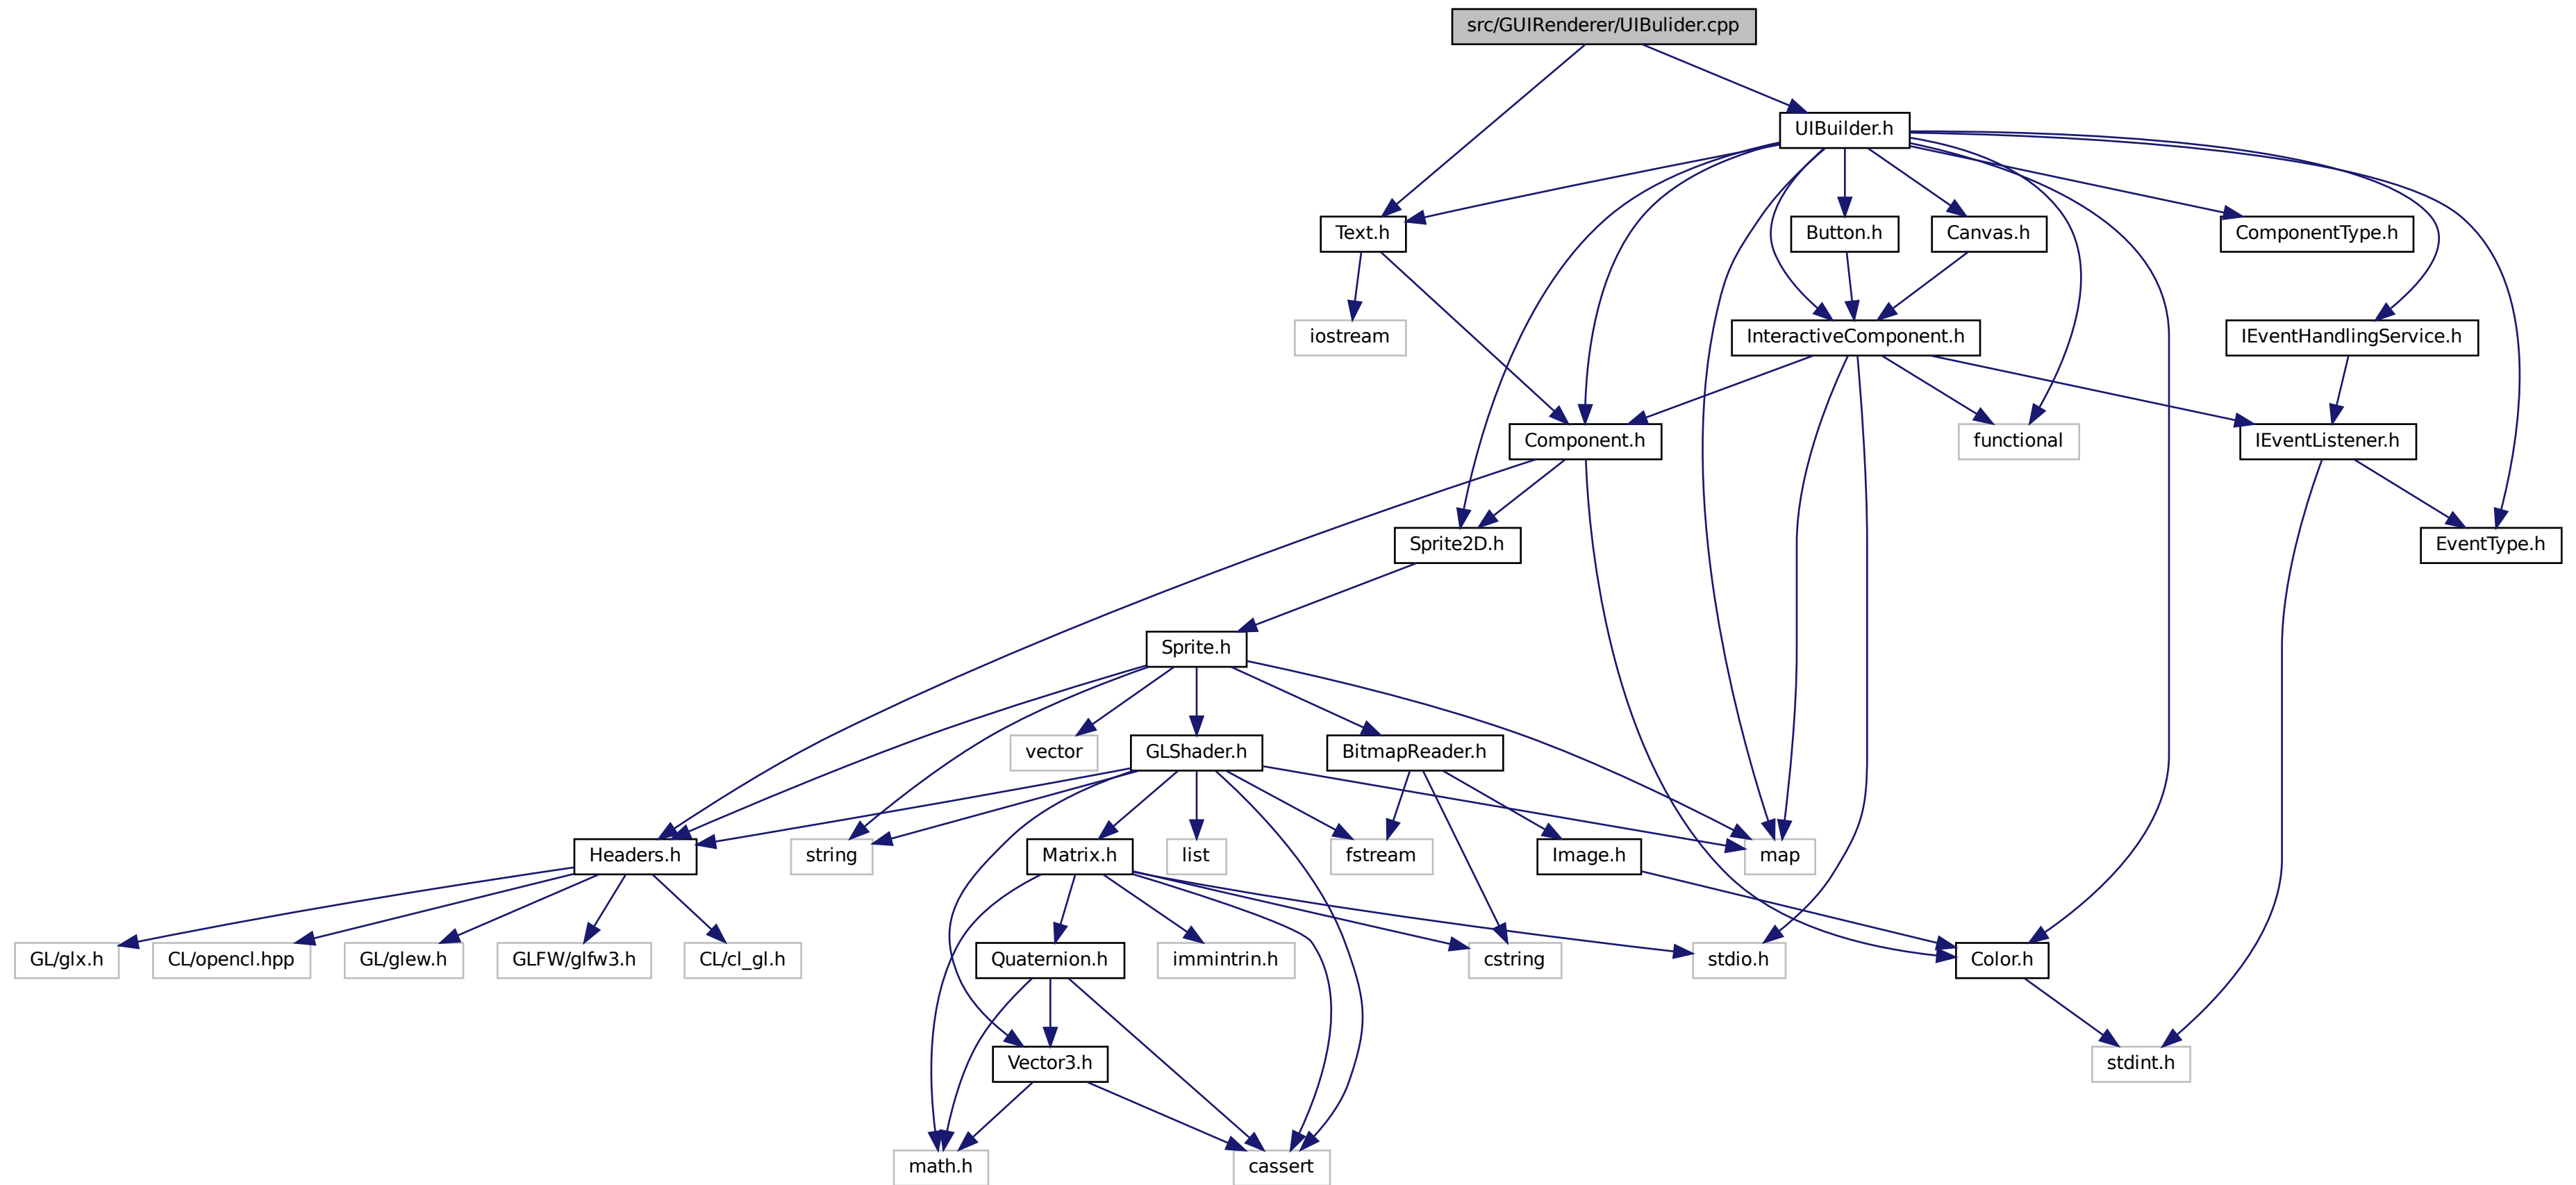 src/GUIRenderer/UIBulider.cpp
UIBuilder.h
Text.h
Button.h
Canvas.h
ComponentType.h
iostream
InteractiveComponent.h
IEventHandlingService.h
Component.h
functional
IEventListener.h
Sprite2D.h
EventType.h
Sprite.h
vector
GLShader.h
BitmapReader.h
Headers.h
string
Matrix.h
list
fstream
Image.h
map
GL/glx.h
CL/opencl.hpp
GL/glew.h
GLFW/glfw3.h
CL/cl_gl.h
Quaternion.h
immintrin.h
cstring
stdio.h
Color.h
Vector3.h
stdint.h
math.h
cassert